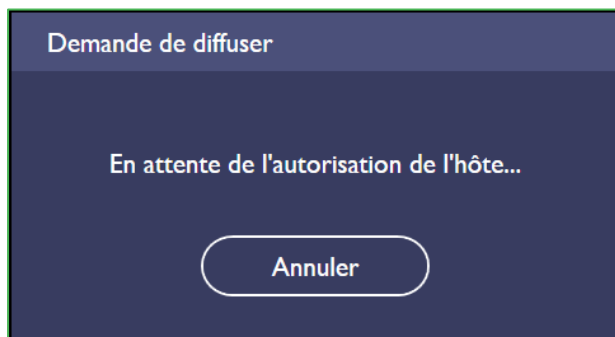 Demande de diffuser
En attente de l'autorisation de l'hôte...
Annuler